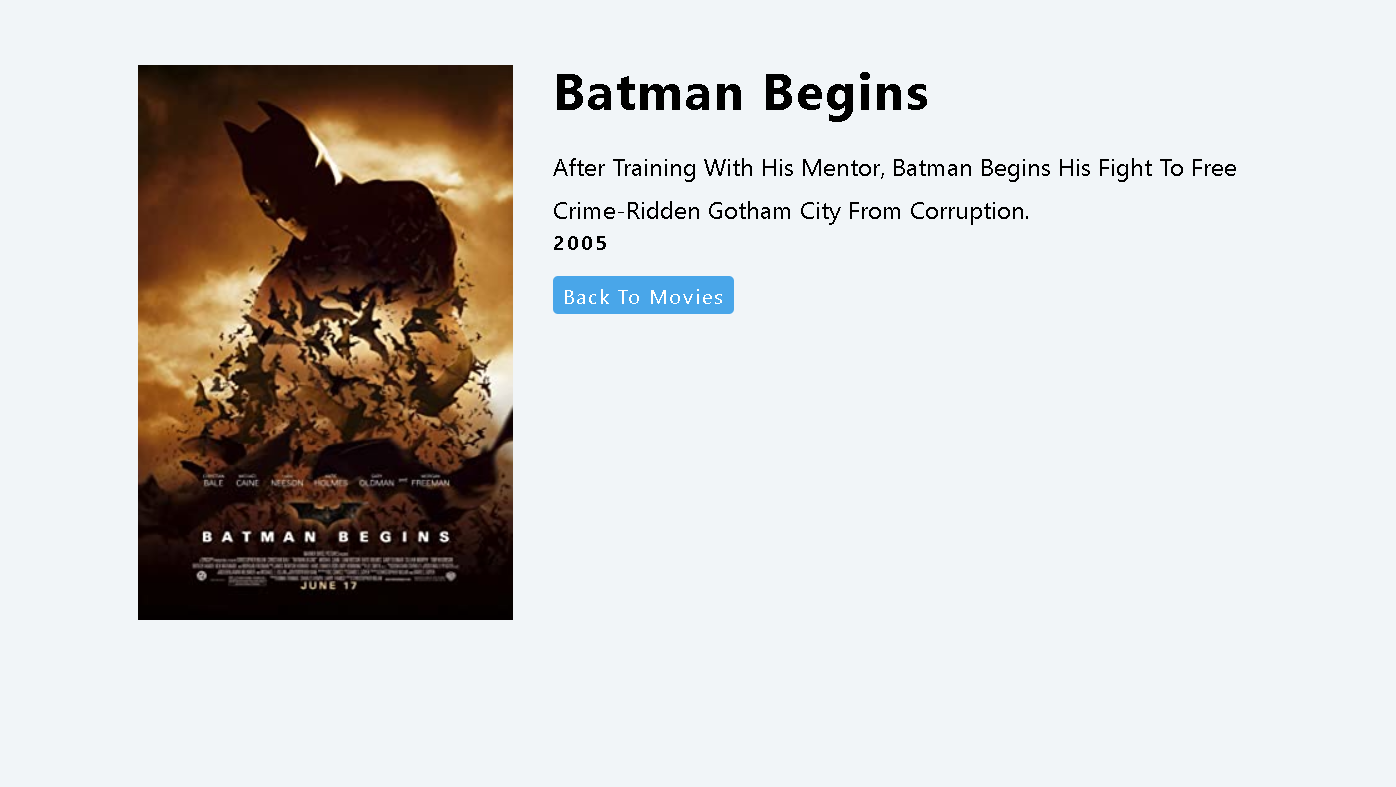 Batman Begins
After Training With His Mentor, Batman Begins His Fight To Free
Crime-Ridden Gotham City From Corruption.
2005
Back To Movies
BALE CAINE NEESON HOLMES OLDMAN and FREEMAN
BATMAN BEGINS
JUNE 17